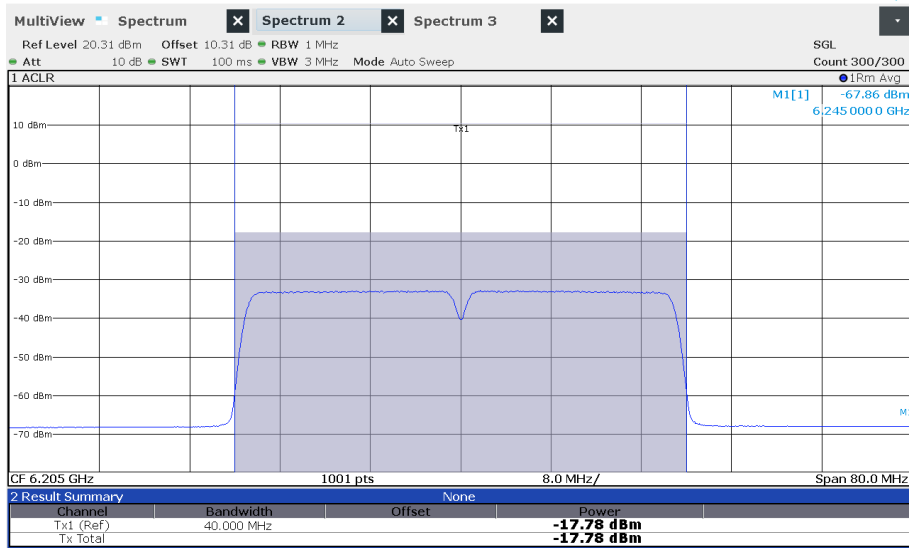 MultiView Spectrum X Spectrum 2 X Spectrum 3 X
Ref Level 20.31 dBm Offset 10.31 dB RBW 1 MHz SGL
Att 10 dB SWT 100 ms VBW 3 MHz Mode Auto Sweep Count 300/300
1 ACLR 1Rm Avg
M1[1] -67.86 dBm
6.245 000 0 GHz
10 dBm
Tx1
0 dBm
-10 dBm
-20 dBm
-30 dBm
-40 dBm
-50 dBm
-60 dBm
M1
-70 dBm
CF 6.205 GHz 1001 pts 8.0 MHz/ Span 80.0 MHz
2 Result Summary None
Channel Bandwidth Offset Power
Tx1 (Ref) 40.000 MHz -17.78 dBm
Tx Total -17.78 dBm